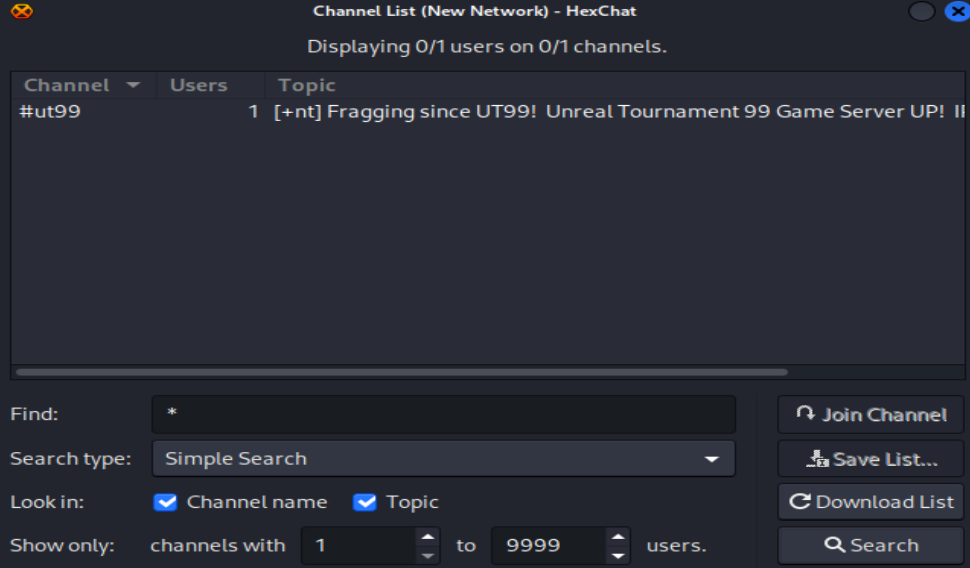 Channel List (New Network) - HexChat
Displaying 0/1 users on 0/1 channels.
Channel Users Topic
#ut99 1 [+nt] Fragging since UT99! Unreal Tournament 99 Game Server UP!
Find: *
Join Channel
Search type: Simple Search
Save List...
Look in: Channel name Topic
Download List
Show only: channels with 1 to 9999 users.
Search